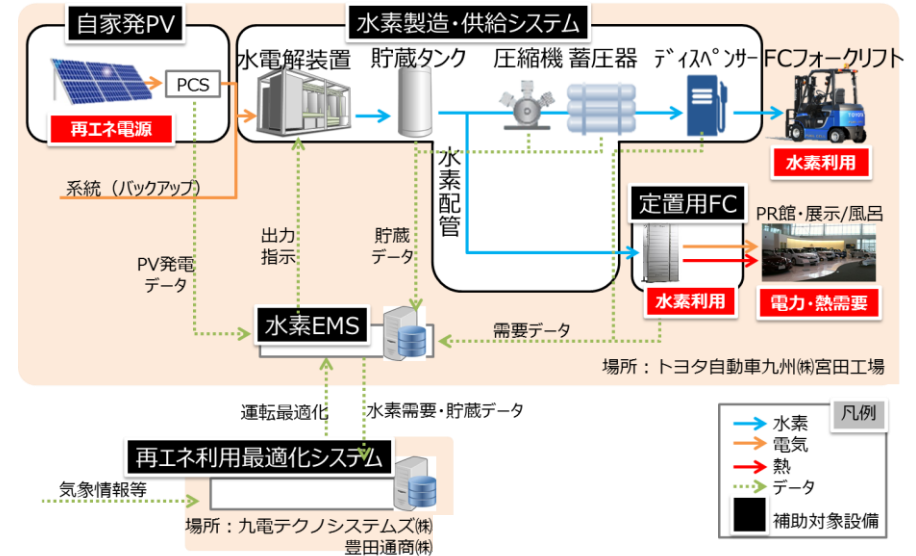 自家発PV
水素製造・供給システム
水電解装置
貯蔵タンク
圧縮機
蓄圧器
ディスペンサー
FCフォークリフト
PCS
再エネ電源
水素利用
系統（バックアップ）
水素配管
定置用FC
PR館・展示/風呂
出力
指示
貯蔵
データ
PV発電
データ
水素利用
電力・熱需要
水素EMS
需要データ
場所：トヨタ自動車九州㈱宮田工場
運転最適化
水素需要・貯蔵データ
再エネ利用最適化システム
気象情報等
場所：九電テクノシステムズ㈱
豊田通商㈱
凡例
水素
電気
熱
データ
補助対象設備